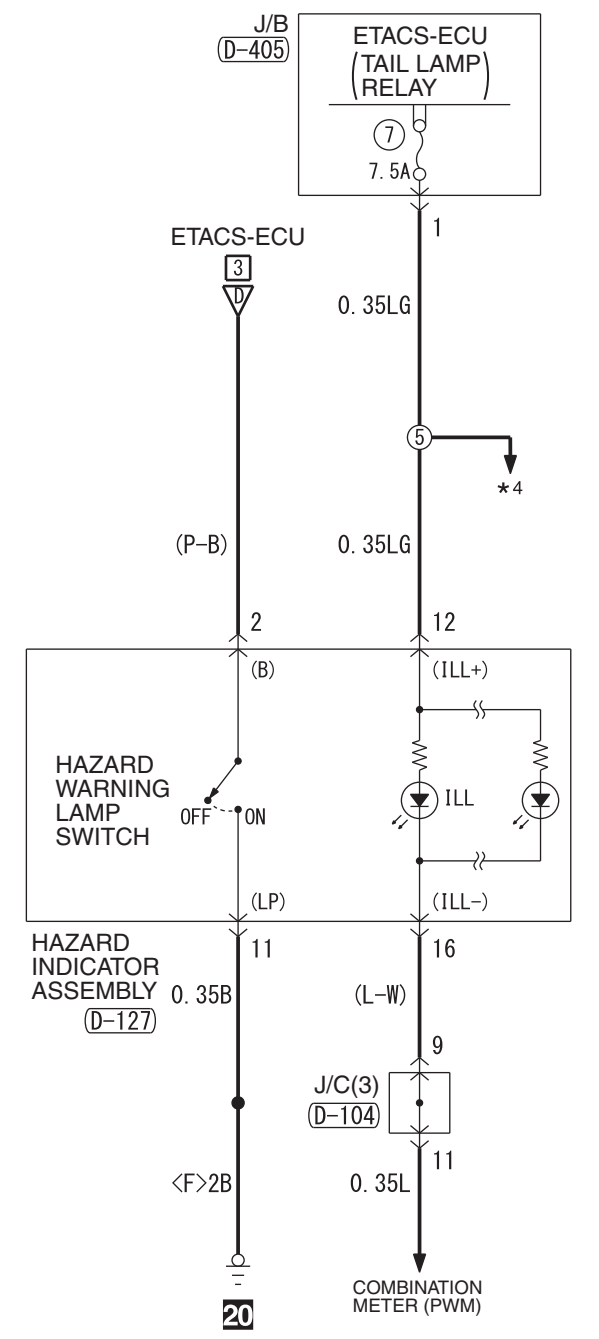 J/B
(D-405)
ETACS-ECU
(TAIL LAMP
RELAY)
7
7.5A
1
ETACS-ECU
3
D
0.35LG
5
*4
(P-B)
0.35LG
2
12
(B)
(ILL+)
HAZARD
WARNING
LAMP
SWITCH
OFF
ON
ILL
(LP)
(ILL-)
HAZARD
INDICATOR
ASSEMBLY
(D-127)
11
16
0.35B
(L-W)
9
J/C(3)
(D-104)
11
<F>2B
0.35L
20
COMBINATION
METER (PWM)